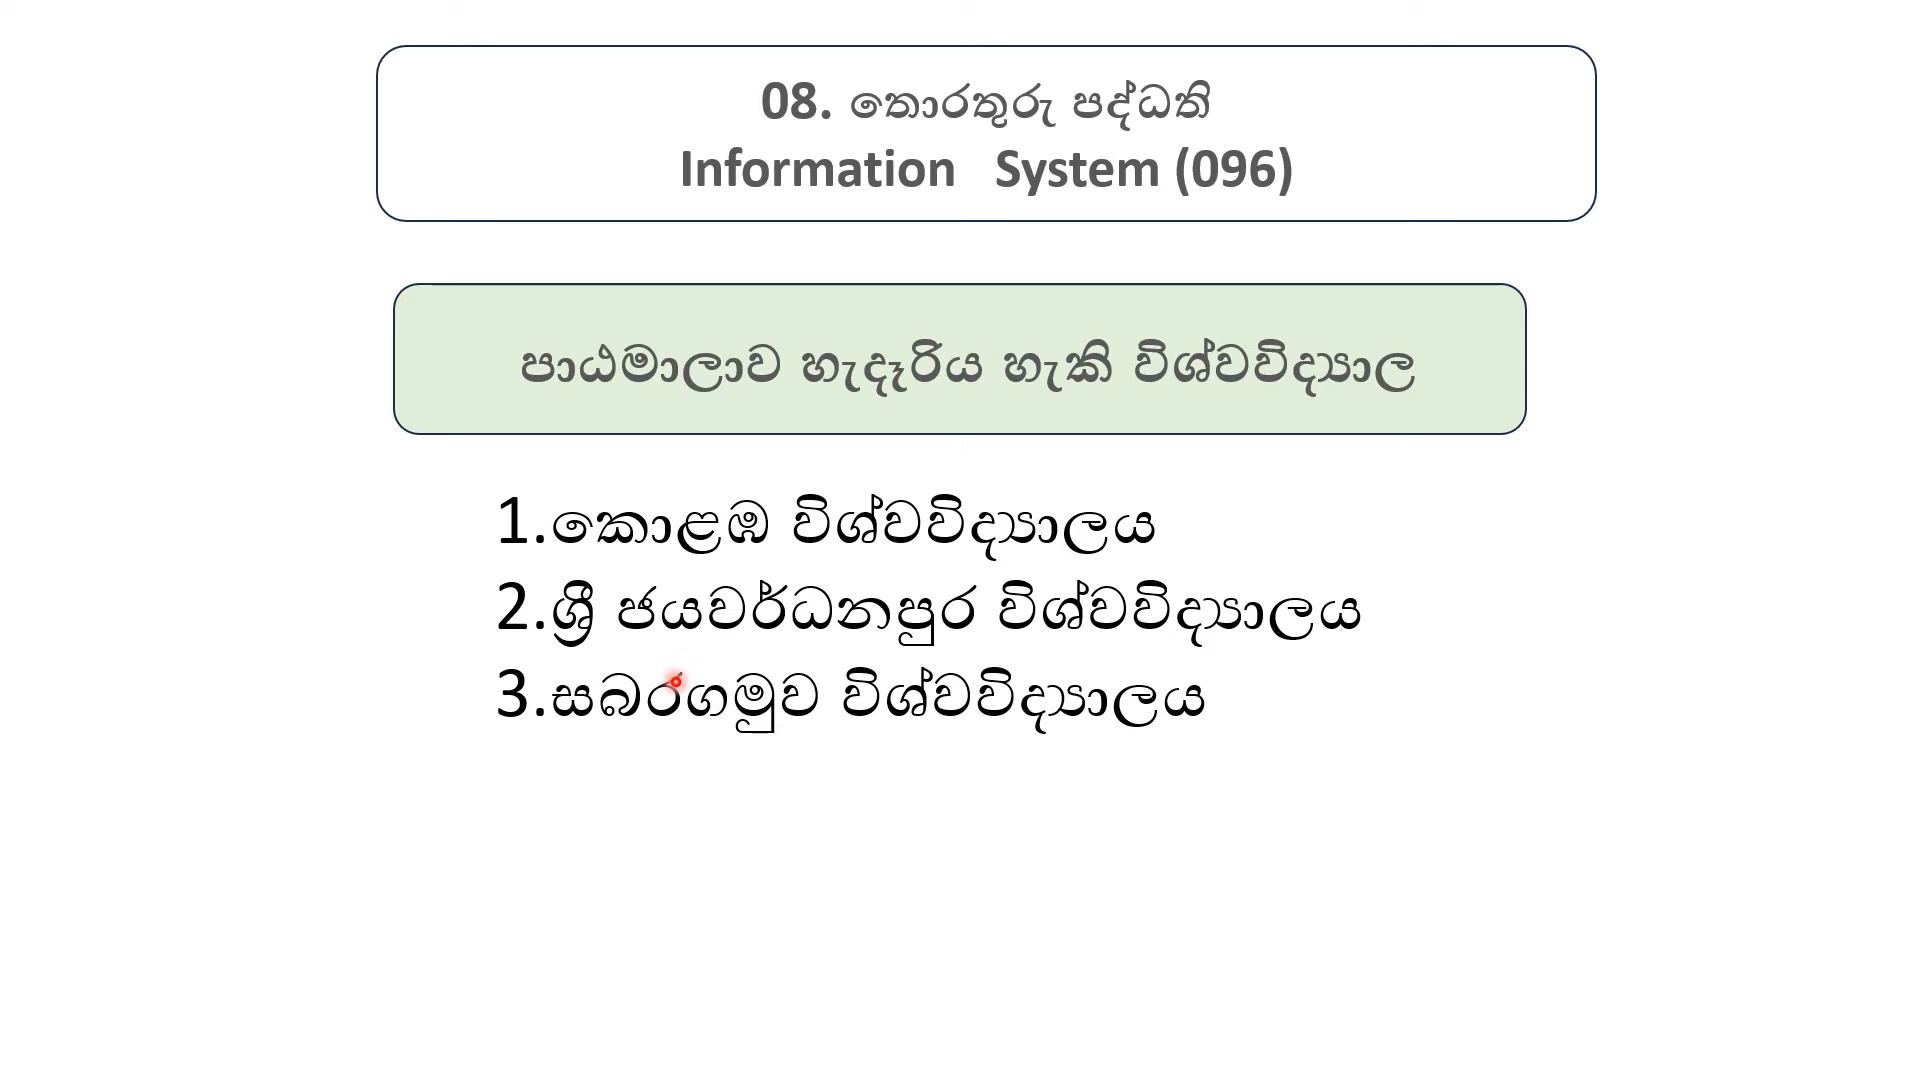 08. තොරතුරු පද්ධති
Information System (096)
පාඨමාලාව හැදෑරිය හැකි විශ්වවිද්‍යාල
1.කොළඹ විශ්වවිද්‍යාලය
2.ශ්‍රී ජයවර්ධනපුර විශ්වවිද්‍යාලය
3.සබරගමුව විශ්වවිද්‍යාලය